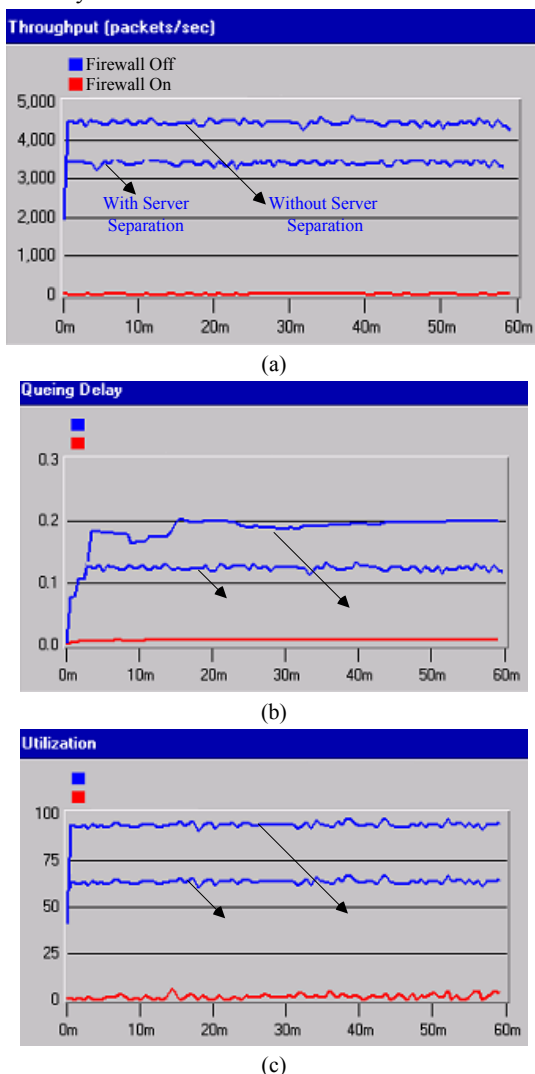 Throughput (packets/sec)
Firewall Off
Firewall On
5,000
4,000
3,000
2,000
1,000
0
With Server
Separation
Without Server
Separation
0m 10m 20m 30m 40m 50m 60m
(a)
Queing Delay
0.3
0.2
0.1
0.0
0m 10m 20m 30m 40m 50m 60m
(b)
Utilization
100
75
50
25
0
0m 10m 20m 30m 40m 50m 60m
(c)